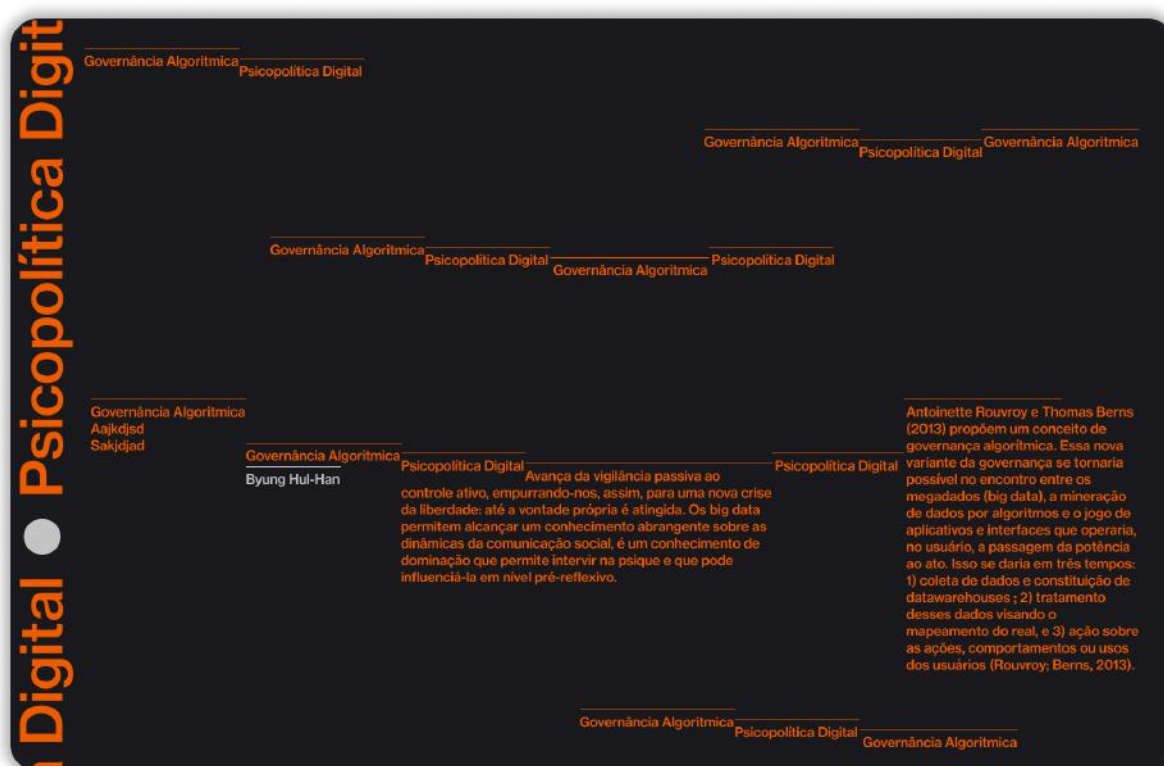 a Digital ● Psicopolítica Digit
Governância Algoritmica
Psicopolítica Digital
Governância Algoritmica
Psicopolítica Digital
Governância Algoritmica
Governância Algoritmica
Psicopolítica Digital
Governância Algoritmica
Psicopolítica Digital
Governância Algoritmica
Aajkdjsd
Sakjdjad
Governância Algoritmica
Byung Hul-Han
Psicopolítica Digital
Avança da vigilância passiva ao
controle ativo, empurrando-nos, assim, para uma nova crise
da liberdade: até a vontade própria é atingida. Os big data
permitem alcançar um conhecimento abrangente sobre as
dinâmicas da comunicação social, é um conhecimento de
dominação que permite intervir na psique e que pode
influenciá-la em nível pré-reflexivo.
Psicopolítica Digital
Antoinette Rouvroy e Thomas Berns
(2013) propõem um conceito de
governança algorítmica. Essa nova
variante da governança se tornaria
possível no encontro entre os
megadados (big data), a mineração
de dados por algoritmos e o jogo de
aplicativos e interfaces que operaria,
no usuário, a passagem da potência
ao ato. Isso se daria em três tempos:
1) coleta de dados e constituição de
datawarehouses ; 2) tratamento
desses dados visando o
mapeamento do real, e 3) ação sobre
as ações, comportamentos ou usos
dos usuários (Rouvroy; Berns, 2013).
Governância Algoritmica
Psicopolítica Digital
Governância Algoritmica